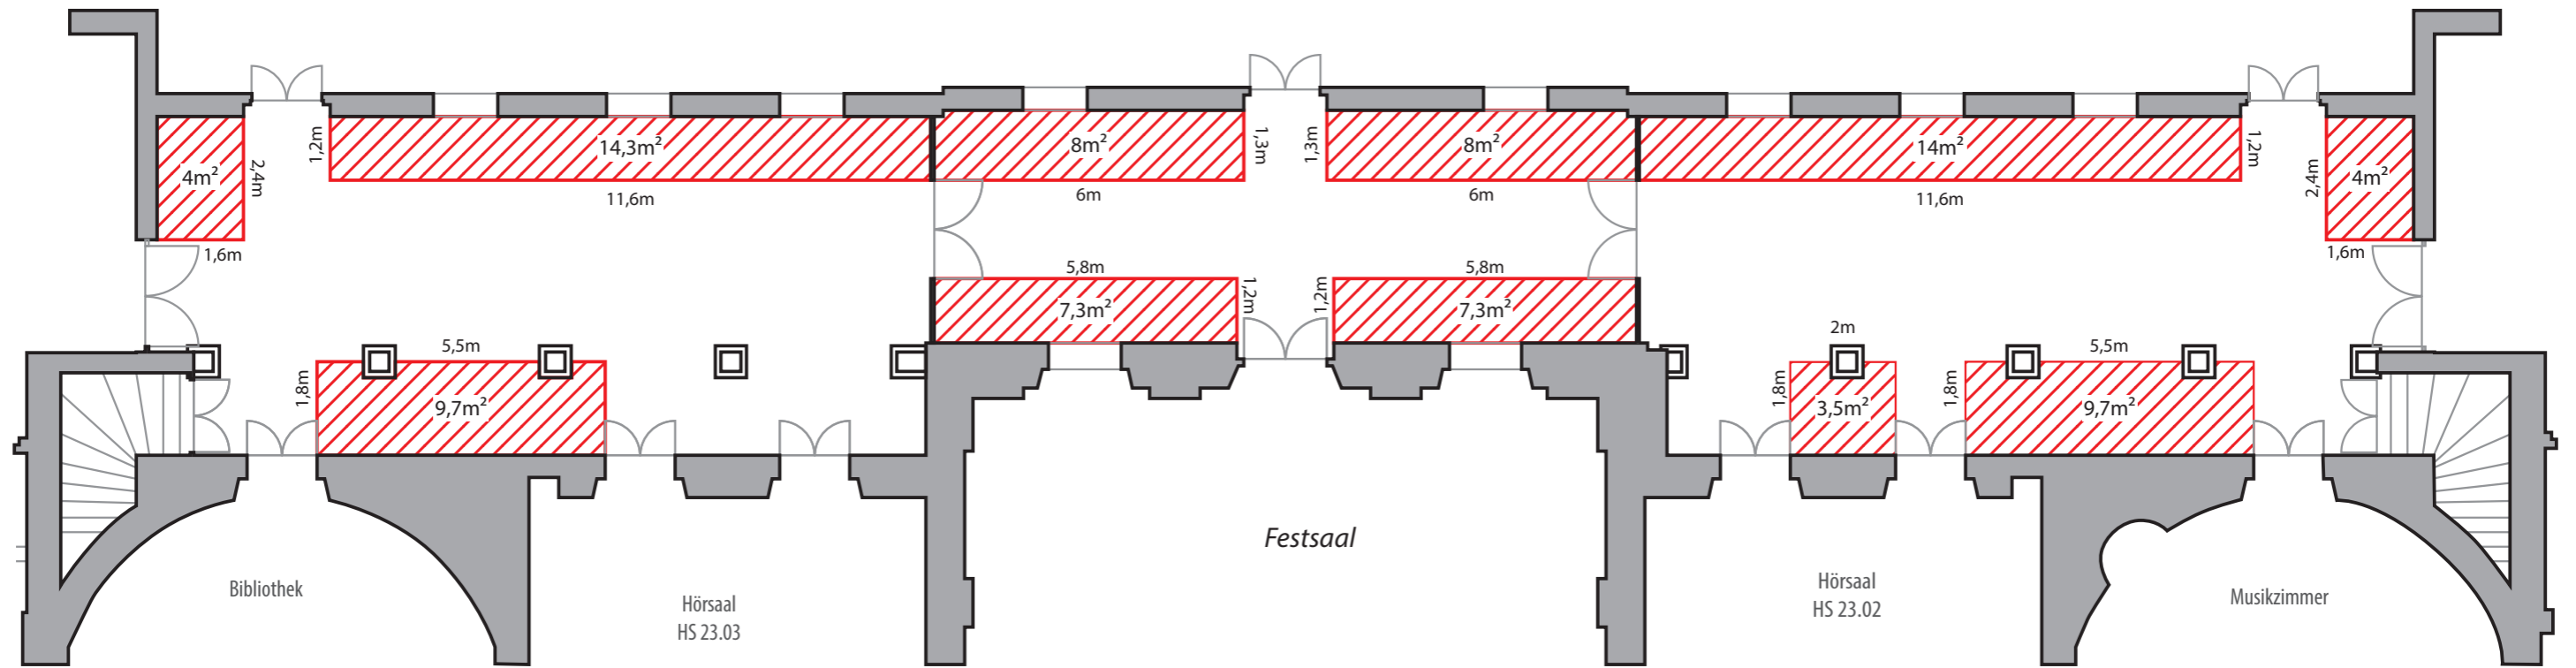 1,3m
1,3m
1,2m
14,3m²
8m²
8m²
14m²
1,2m
4m²
2,4m
2,4m
4m²
11,6m
6m
6m
11,6m
1,6m
1,6m
5,8m
5,8m
1,2m
1,2m
7,3m²
7,3m²
2m
5,5m
5,5m
1,8m
1,8m
1,8m
9,7m²
3,5m²
9,7m²
Festsaal
Bibliothek
Hörsaal
HS 23.03
Hörsaal
HS 23.02
Musikzimmer